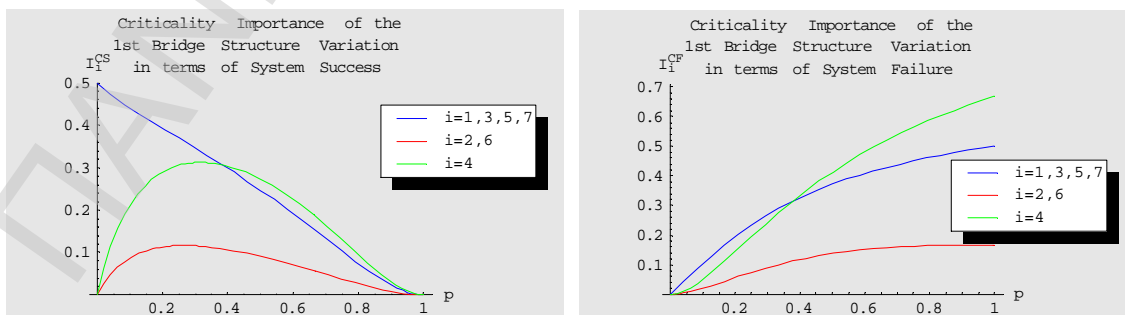 Criticality Importance of the
1st Bridge Structure Variation
in terms of System Success
I_i^CS
0.5
0.4
0.3
0.2
0.1
0.2 0.4 0.6 0.8 1
p
i=1,3,5,7
i=2,6
i=4
Criticality Importance of the
1st Bridge Structure Variation
in terms of System Failure
I_i^CF
0.7
0.6
0.5
0.4
0.3
0.2
0.1
0.2 0.4 0.6 0.8 1
p
i=1,3,5,7
i=2,6
i=4
ΠΑΝ